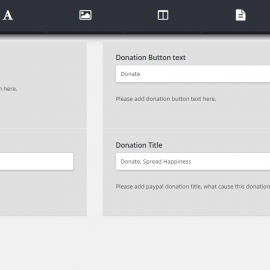 Donation Button text
Donate
n here.
Please add donation button text here.
Donation Title
Donate, Spread Happiness
Please add paypal donation title, what cause this donation